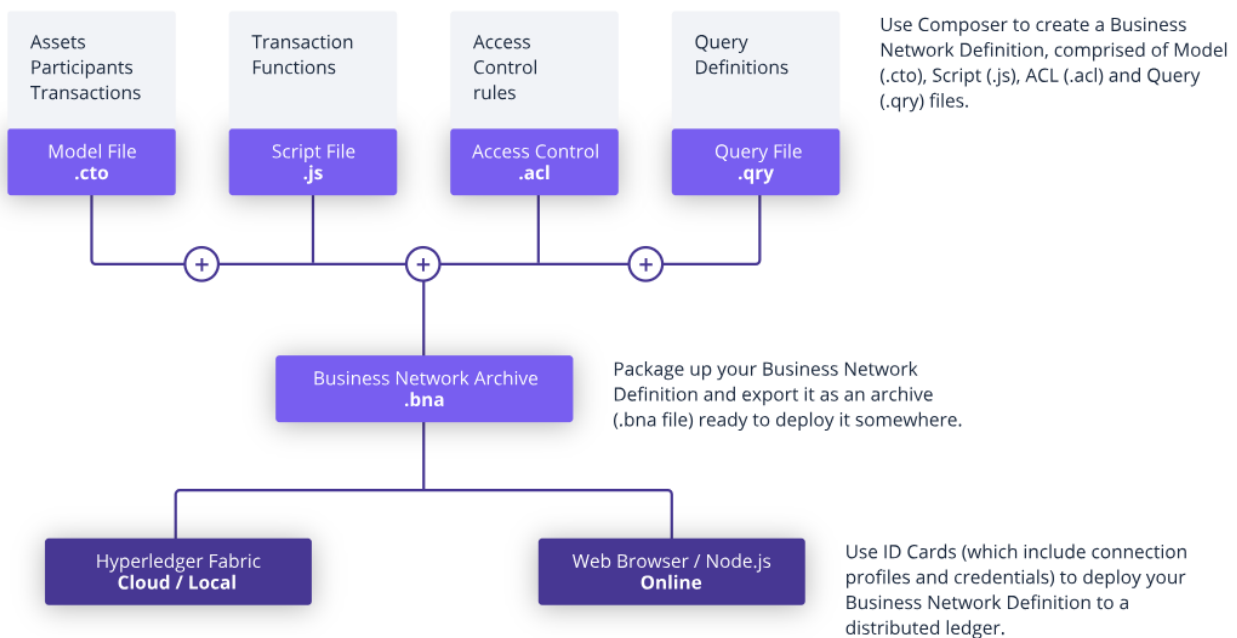 Assets
Participants
Transactions
Model File
.cto
Transaction
Functions
Script File
.js
Access
Control
rules
Access Control
.acl
Query
Definitions
Query File
.qry
Use Composer to create a Business
Network Definition, comprised of Model
(.cto), Script (.js), ACL (.acl) and Query
(.qry) files.
+
+
+
Business Network Archive
.bna
Package up your Business Network
Definition and export it as an archive
(.bna file) ready to deploy it somewhere.
Hyperledger Fabric
Cloud / Local
Web Browser / Node.js
Online
Use ID Cards (which include connection
profiles and credentials) to deploy your
Business Network Definition to a
distributed ledger.